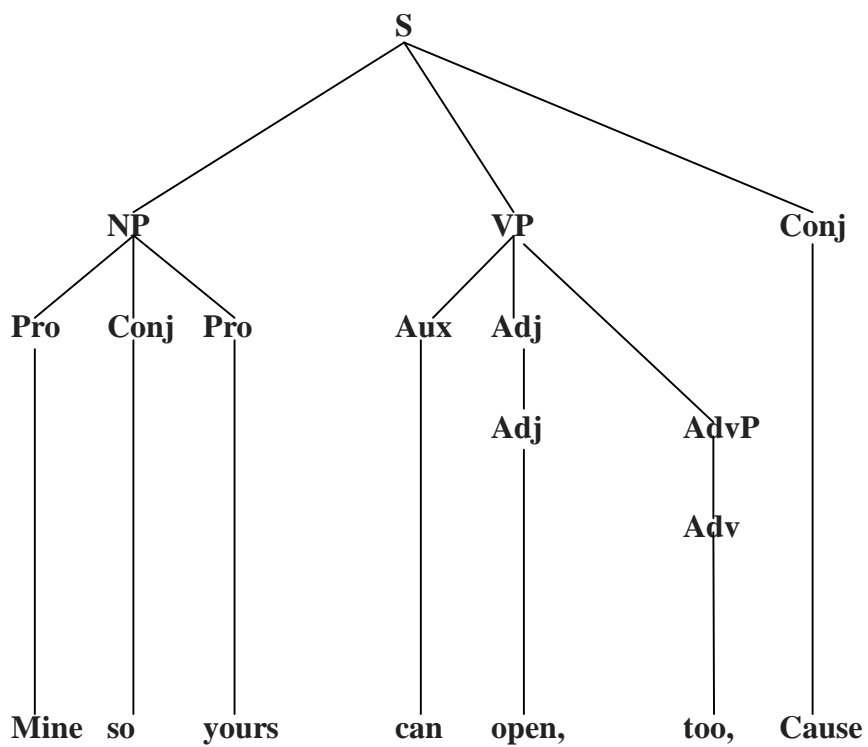 S
NP VP Conj
Pro Conj Pro Aux Adj
Adj AdvP
Adv
Mine so yours can open, too, Cause